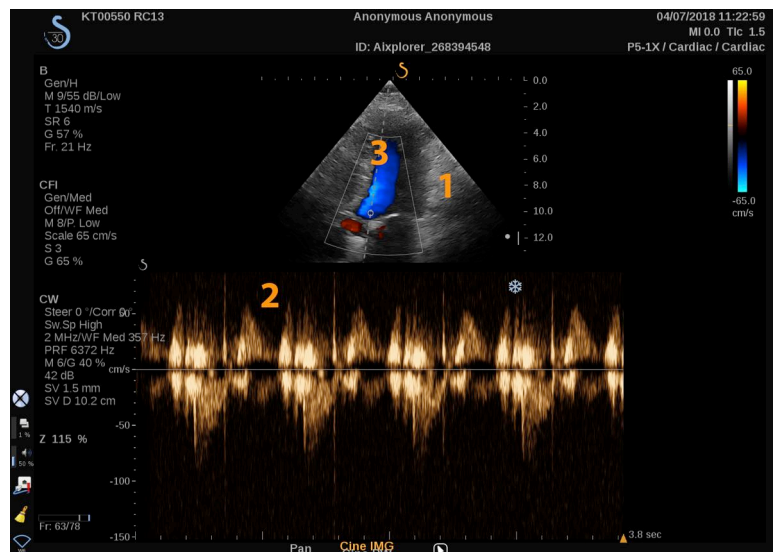 KT00550 RC13
Anonymous Anonymous
04/07/2018 11:22:59
30
MI 0.0 TIc 1.5
ID: Aixplorer_268394548
P5-1X / Cardiac / Cardiac
B
Gen/H
M 9/55 dB/Low
T 1540 m/s
SR 6
G 57 %
Fr. 21 Hz
0.0
2.0
4.0
6.0
8.0
10.0
12.0
65.0
-65.0
cm/s
3
1
CFI
Gen/Med
Off/WF Med
M 8/P. Low
Scale 65 cm/s
S 3
G 65 %
CW
Steer 0 °/Corr 0°
Sw.Sp High
2 MHz/WF Med 357 Hz
PRF 6372 Hz
M 6/G 40 %
42 dB
SV 1.5 mm
SV D 10.2 cm
2
cm/s
-50
-100
-150
Z 115 %
1 %
50 %
Fr: 63/78
3.8 sec
Pan
Cine IMG